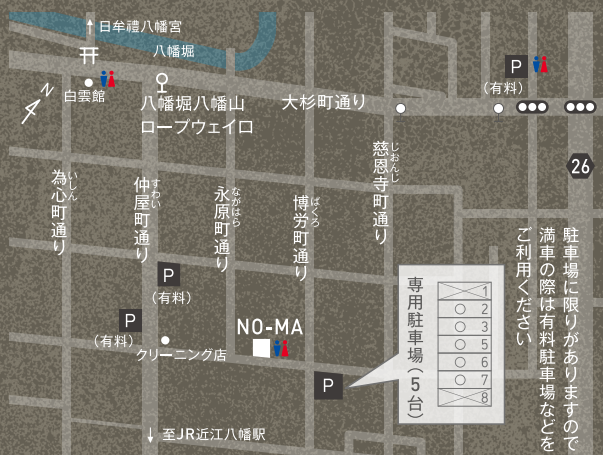 ↑日牟禮八幡宮
八幡堀
白雲館
八幡堀八幡山
ロープウェイ口
大杉町通り
P
(有料)
N
26
為心町通り
いしん
仲屋町通り
すわい
永原町通り
ながはら
博労町通り
ばくろ
慈恩寺町通り
じおんじ
P
(有料)
P
(有料)
クリーニング店
NO-MA
P
専用駐車場(5台)
1
2
3
5
6
7
8
駐車場に限りがありますので
満車の際は有料駐車場などを
ご利用ください
↓至JR近江八幡駅